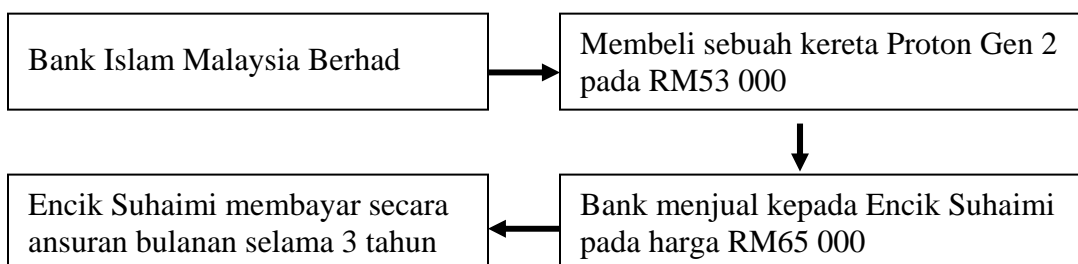 Bank Islam Malaysia Berhad
Membeli sebuah kereta Proton Gen 2
pada RM53 000
Bank menjual kepada Encik Suhaimi
pada harga RM65 000
Encik Suhaimi membayar secara
ansuran bulanan selama 3 tahun